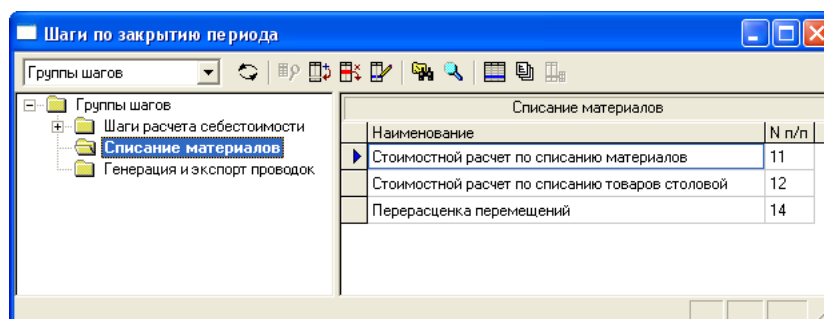 Шаги по закрытию периода
Группы шагов
Группы шагов
Шаги расчета себестоимости
Списание материалов
Генерация и экспорт проводок
Списание материалов
Наименование N п/п
Стоимостной расчет по списанию материалов 11
Стоимостной расчет по списанию товаров столовой 12
Перерасценка перемещений 14